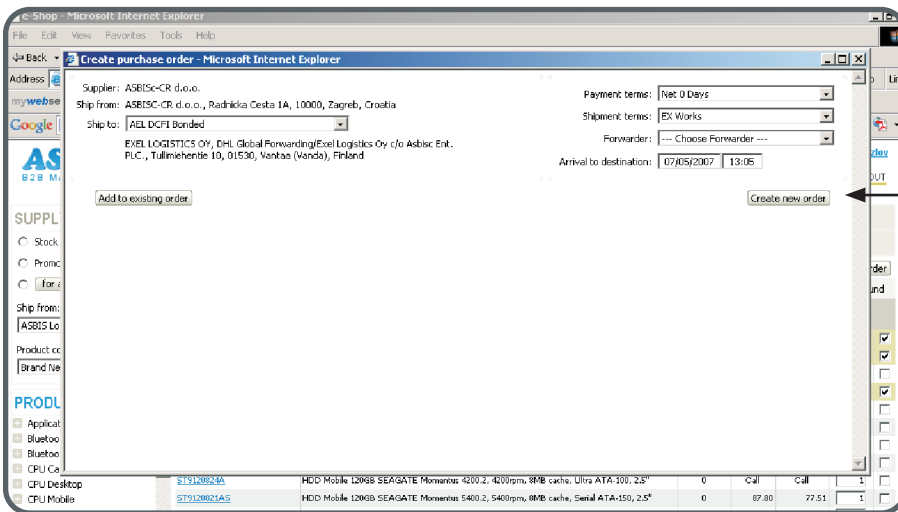 e-Shop - Microsoft Internet Explorer
File Edit View Favorites Tools Help
Back
Create purchase order - Microsoft Internet Explorer
Address
Supplier: ASBISc-CR d.o.o.
Payment terms: Net 0 Days
myweb
Ship from: ASBISC-CR d.o.o., Radnicka Cesta 1A, 10000, Zagreb, Croatia
Shipment terms: EX Works
Google
Ship to: AEL DCFI Bonded
Forwarder: --- Choose Forwarder ---
EXEL LOGISTICS OY, DHL Global Forwarding/Exel Logistics Oy c/o Asbisc Ent.
PLC., Tullimiehentie 10, 01530, Vantaa (Vanda), Finland
Arrival to destination: 07/05/2007 13:05
AS
B2B M
OUT
Add to existing order
Create new order
SUPPL
Stock
Promo
for a
rder
und
Ship from:
ASBIS Lo
Product co
Brand Ne
PRODU
Applicat
Bluetoo
Bluetoo
CPU Ca
CPU Desktop
ST9120824A HDD Mobile 120GB SEAGATE Momentus 4200.2, 4200rpm, 8MB cache, Ultra ATA-100, 2.5" 0 Call Call 1
CPU Mobile
ST9120821AS HDD Mobile 120GB SEAGATE Momentus 5400.2, 5400rpm, 8MB cache, Serial ATA-150, 2.5" 0 87.80 77.51 1